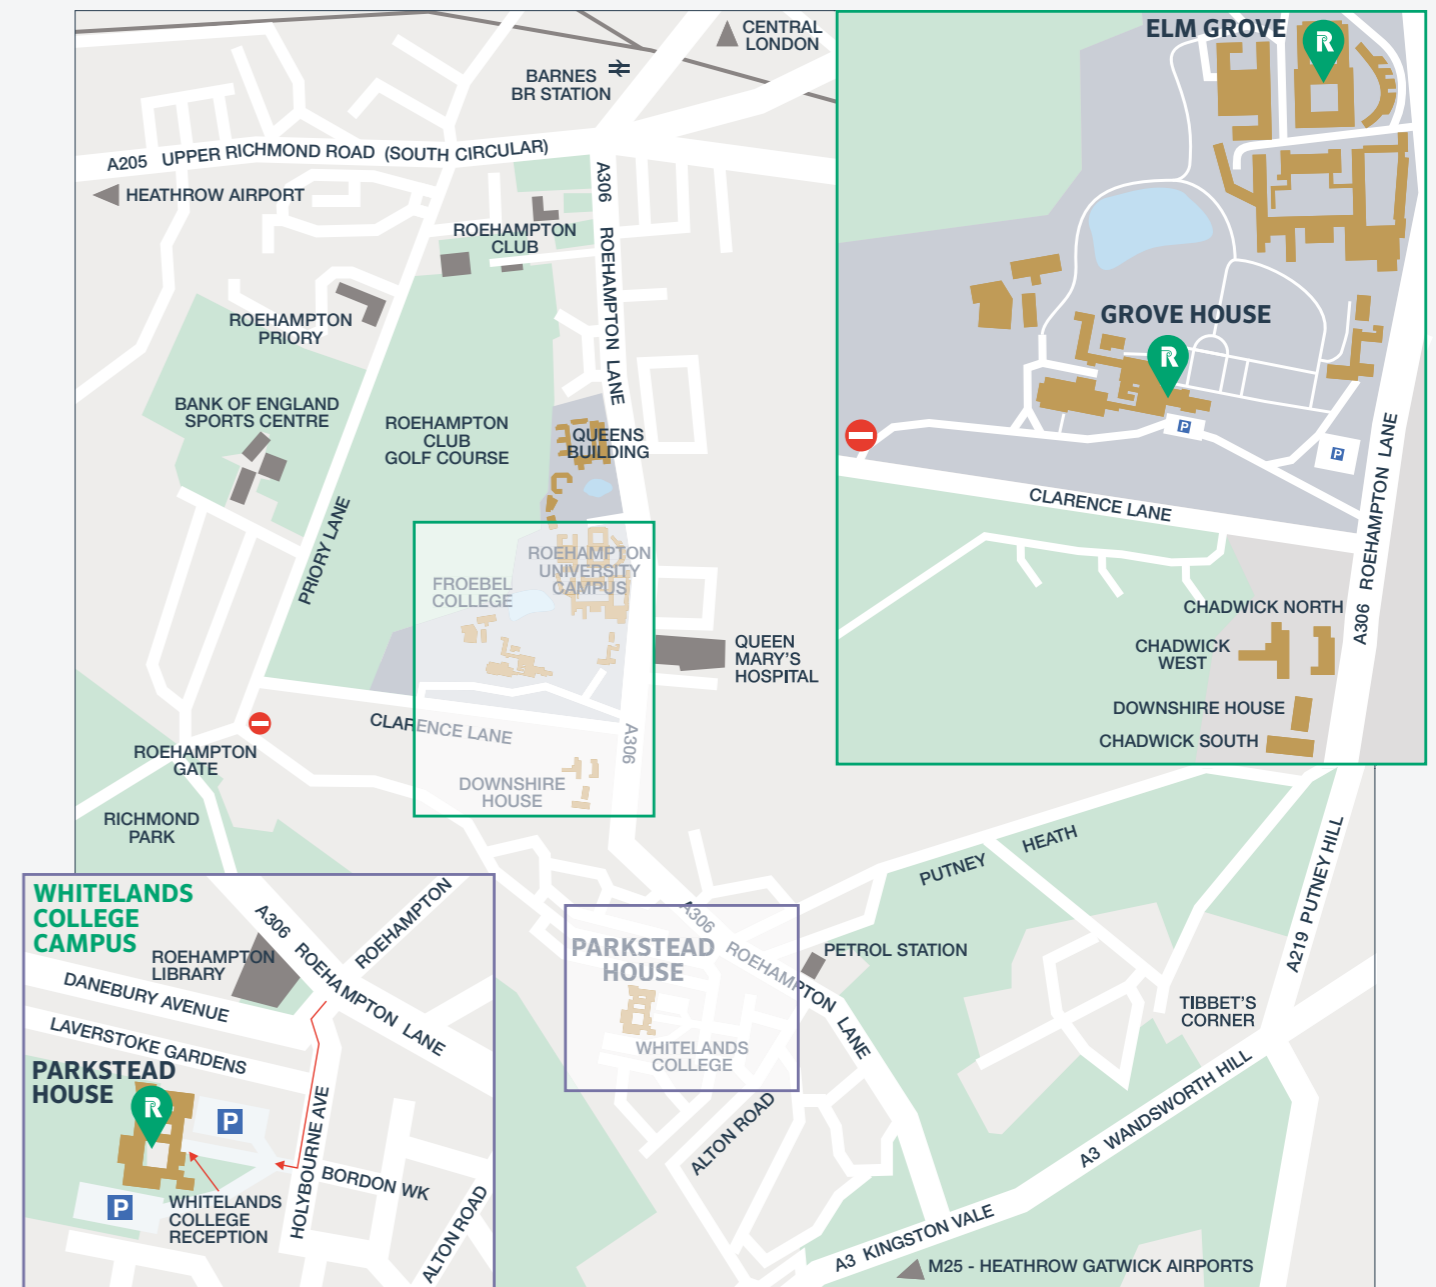 CENTRAL
LONDON
BARNES
BR STATION
A205 UPPER RICHMOND ROAD (SOUTH CIRCULAR)
HEATHROW AIRPORT
A306 ROEHAMPTON LANE
ROEHAMPTON
CLUB
ROEHAMPTON
PRIORY
BANK OF ENGLAND
SPORTS CENTRE
ROEHAMPTON
CLUB
GOLF COURSE
QUEENS
BUILDING
PRIORY LANE
ROEHAMPTON
UNIVERSITY
CAMPUS
FROEBEL
COLLEGE
QUEEN
MARY'S
HOSPITAL
CLARENCE LANE
A306
ROEHAMPTON
GATE
DOWNSHIRE
HOUSE
RICHMOND
PARK
ELM GROVE
R
GROVE HOUSE
R
P
P
CLARENCE LANE
A306 ROEHAMPTON LANE
CHADWICK NORTH
CHADWICK
WEST
DOWNSHIRE HOUSE
CHADWICK SOUTH
PUTNEY HEATH
A219 PUTNEY HILL
A306 ROEHAMPTON LANE
PARKSTEAD
HOUSE
PETROL STATION
WHITELANDS
COLLEGE
TIBBET'S
CORNER
ALTON ROAD
A3 WANDSWORTH HILL
A3 KINGSTON VALE
M25 - HEATHROW GATWICK AIRPORTS
WHITELANDS
COLLEGE
CAMPUS
A306 ROEHAMPTON LANE
ROEHAMPTON
ROEHAMPTON
LIBRARY
DANEBURY AVENUE
LAVERSTOKE GARDENS
PARKSTEAD
HOUSE
R
P
P
HOLYBOURNE AVE
BORDON WK
WHITELANDS
COLLEGE
RECEPTION
ALTON ROAD